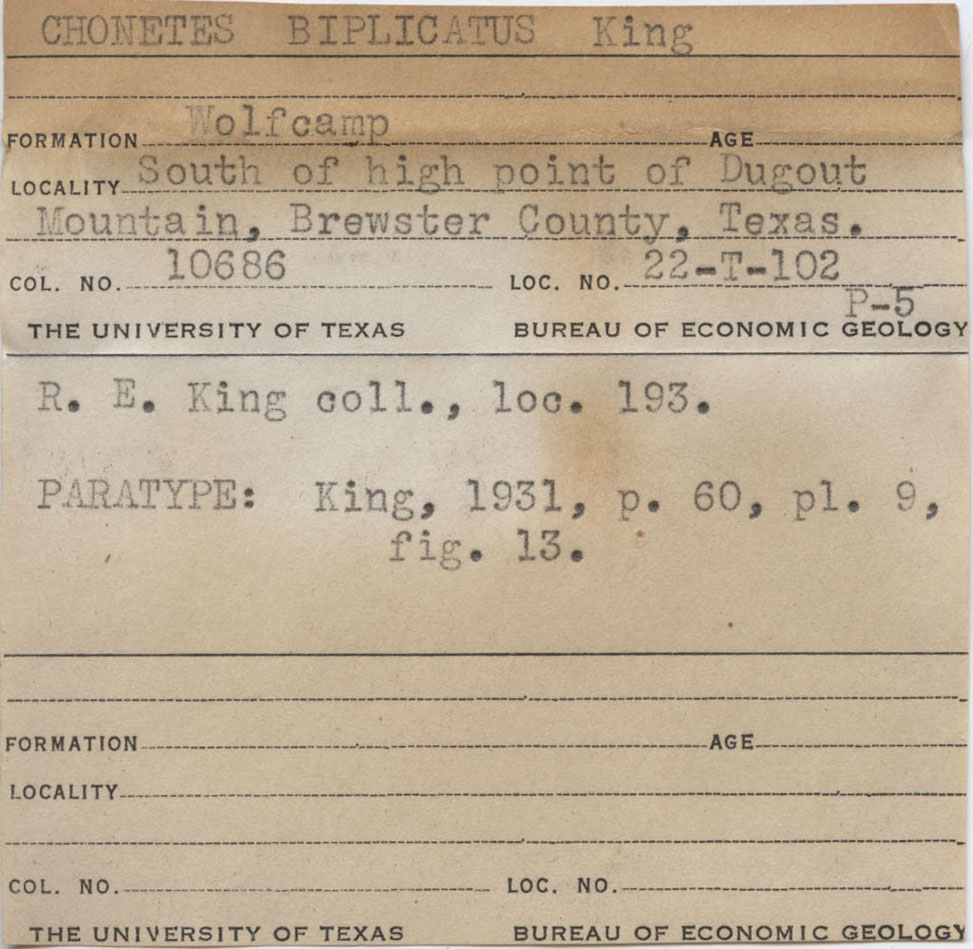 CHONETES BIPLICATUS King
FORMATION Wolfcamp AGE
LOCALITY South of high point of Dugout
Mountain, Brewster County, Texas.
COL. NO. 10686 LOC. NO. 22-T-102
P-5
THE UNIVERSITY OF TEXAS BUREAU OF ECONOMIC GEOLOGY
R. E. King coll., loc. 193.
PARATYPE: King, 1931, p. 60, pl. 9,
fig. 13.
FORMATION AGE
LOCALITY
COL. NO. LOC. NO.
THE UNIVERSITY OF TEXAS BUREAU OF ECONOMIC GEOLOGY